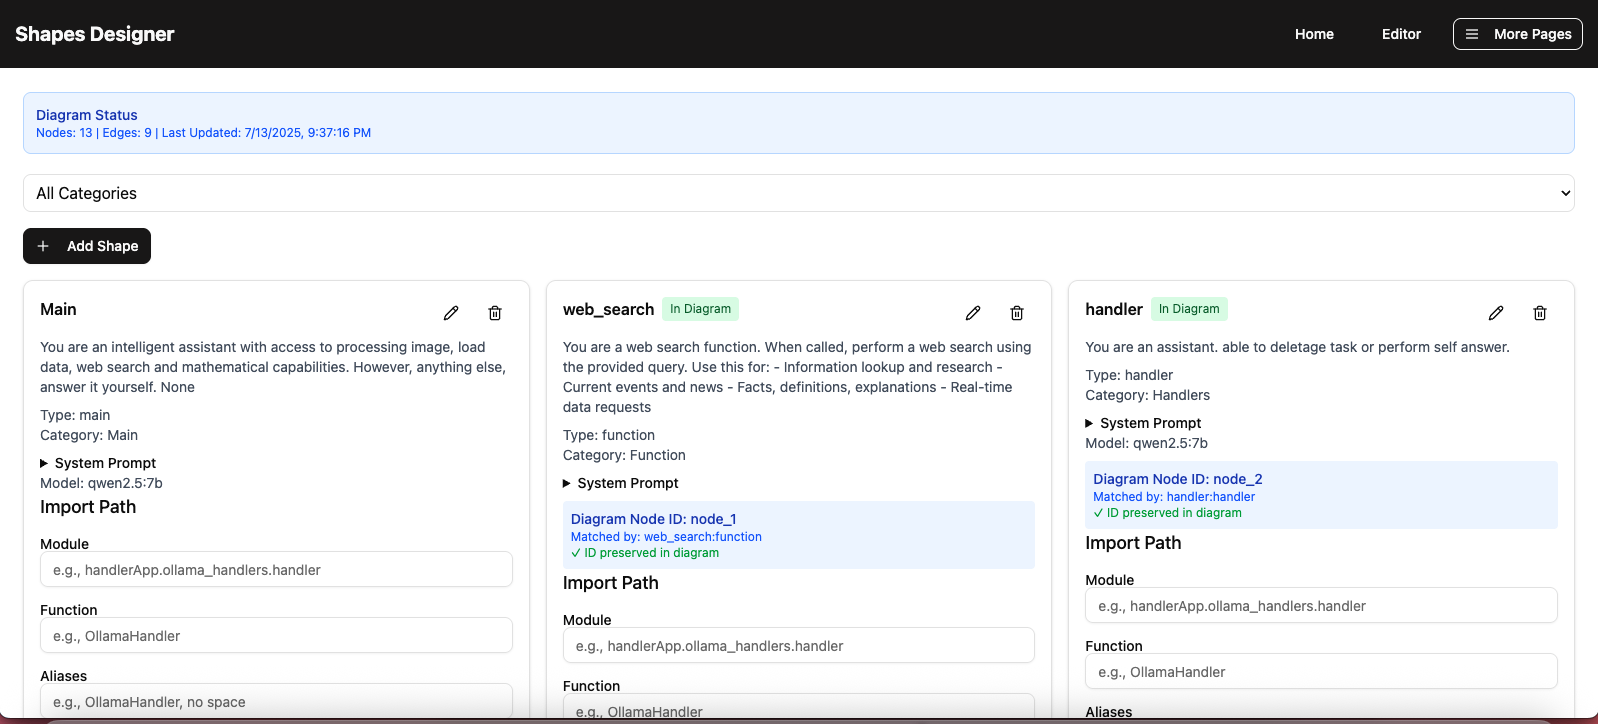 Shapes Designer
Home
Editor
More Pages
Diagram Status
Nodes: 13 | Edges: 9 | Last Updated: 7/13/2025, 9:37:16 PM
All Categories
Add Shape
Main
You are an intelligent assistant with access to processing image, load
data, web search and mathematical capabilities. However, anything else,
answer it yourself. None
Type: main
Category: Main
System Prompt
Model: qwen2.5:7b
Import Path
Module
e.g., handlerApp.ollama_handlers.handler
Function
e.g., OllamaHandler
Aliases
e.g., OllamaHandler, no space
web_search
In Diagram
You are a web search function. When called, perform a web search using
the provided query. Use this for: - Information lookup and research -
Current events and news - Facts, definitions, explanations - Real-time
data requests
Type: function
Category: Function
System Prompt
Diagram Node ID: node_1
Matched by: web_search:function
✓ ID preserved in diagram
Import Path
Module
e.g., handlerApp.ollama_handlers.handler
Function
e.g., OllamaHandler
handler
In Diagram
You are an assistant. able to deletage task or perform self answer.
Type: handler
Category: Handlers
System Prompt
Model: qwen2.5:7b
Diagram Node ID: node_2
Matched by: handler:handler
✓ ID preserved in diagram
Import Path
Module
e.g., handlerApp.ollama_handlers.handler
Function
e.g., OllamaHandler
Aliases